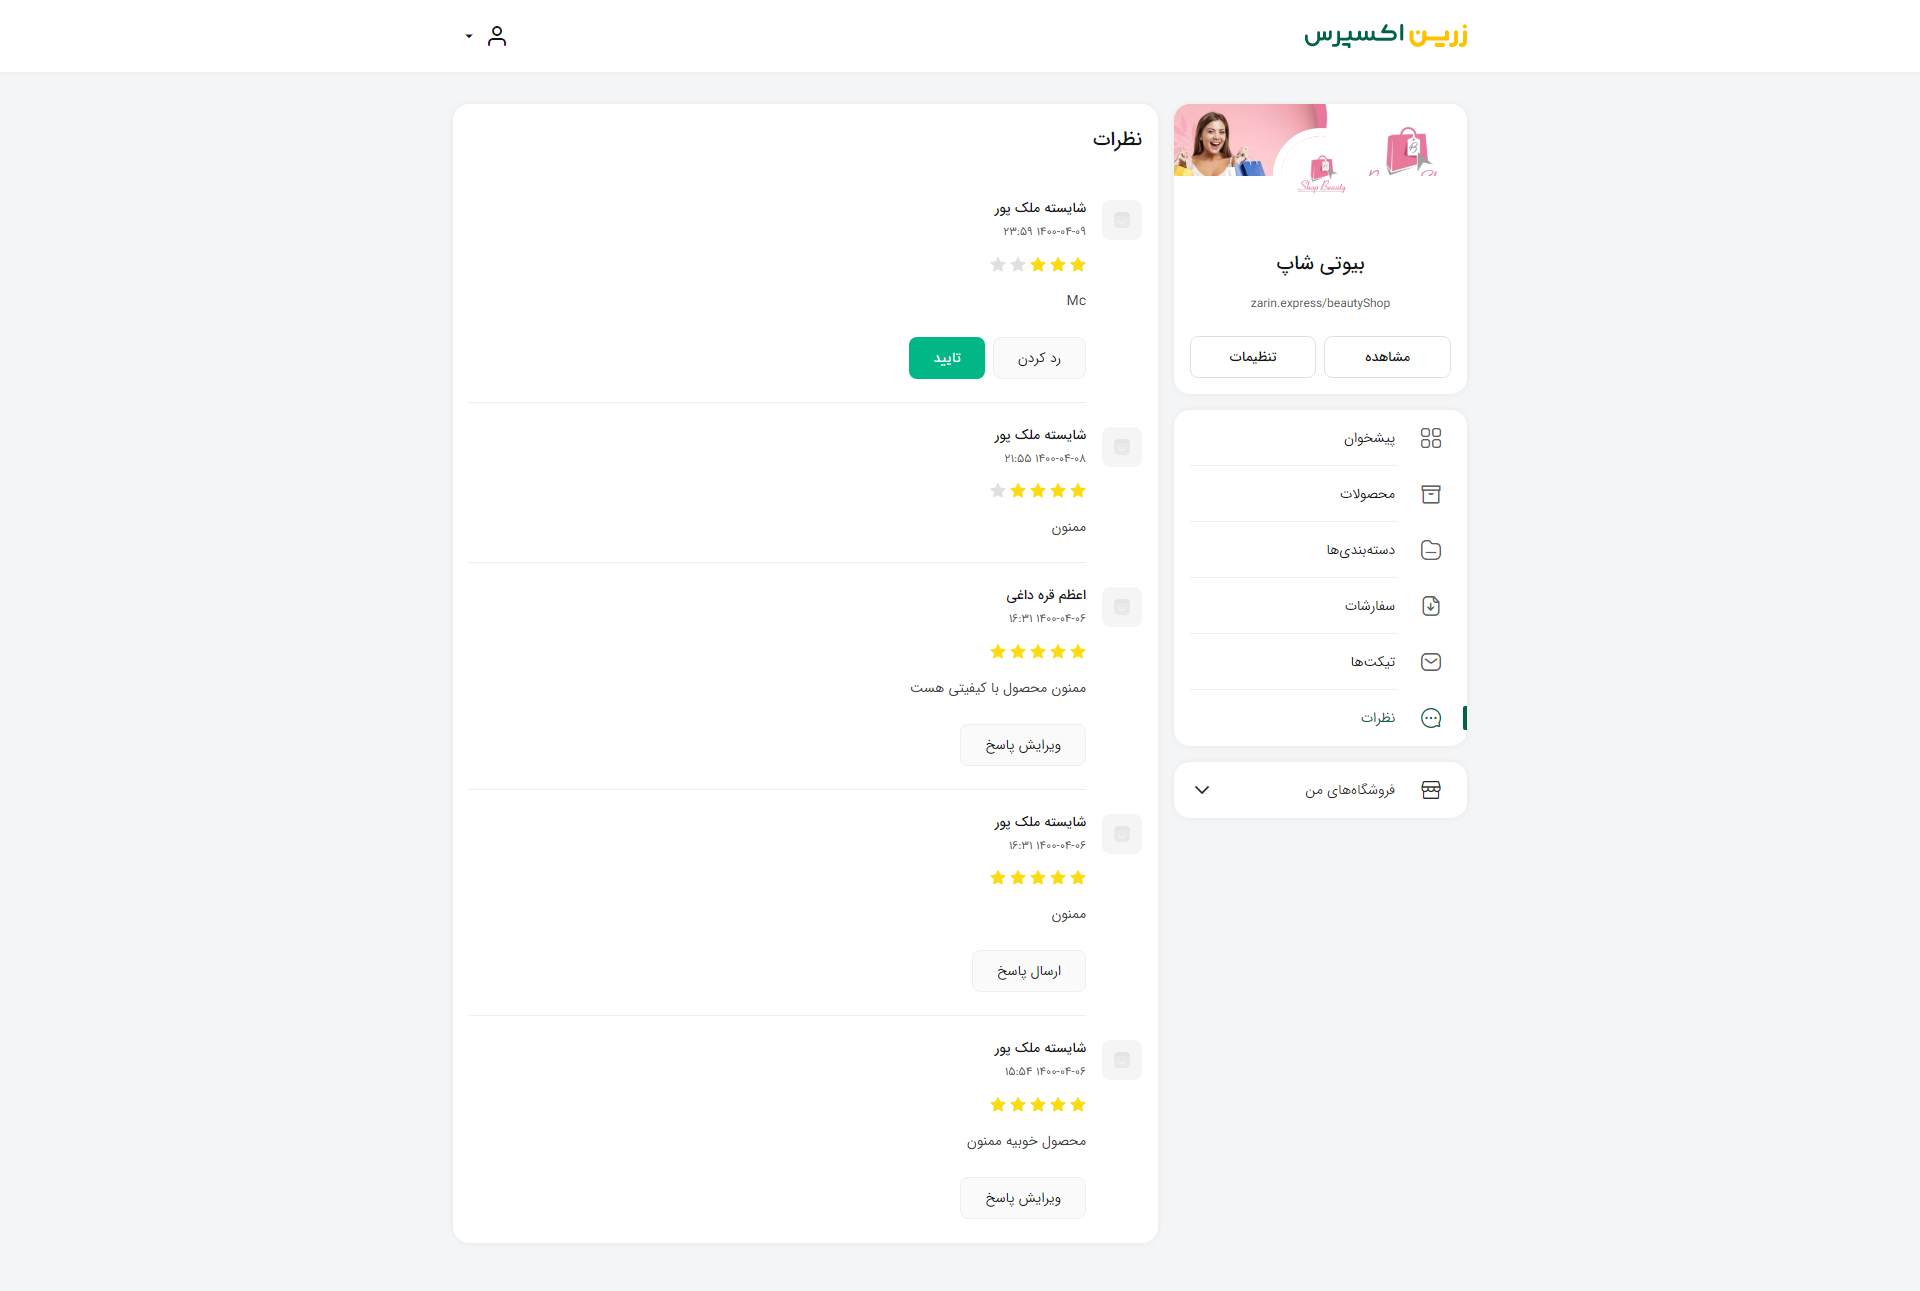 زرین اکسپرس
Shop Beauty
بیوتی شاپ
zarin.express/beautyShop
مشاهده
تنظیمات
پیشخوان
محصولات
دسته‌بندی‌ها
سفارشات
تیکت‌ها
نظرات
فروشگاه‌های من
نظرات
شایسته ملک پور
۱۴۰۰-۰۴-۰۹ ۲۳:۵۹
Mc
رد کردن
تایید
شایسته ملک پور
۱۴۰۰-۰۴-۰۸ ۲۱:۵۵
ممنون
اعظم قره داغی
۱۴۰۰-۰۴-۰۶ ۱۶:۳۱
ممنون محصول با کیفیتی هست
ویرایش پاسخ
شایسته ملک پور
۱۴۰۰-۰۴-۰۶ ۱۶:۳۱
ممنون
ارسال پاسخ
شایسته ملک پور
۱۴۰۰-۰۴-۰۶ ۱۵:۵۴
محصول خوبیه ممنون
ویرایش پاسخ